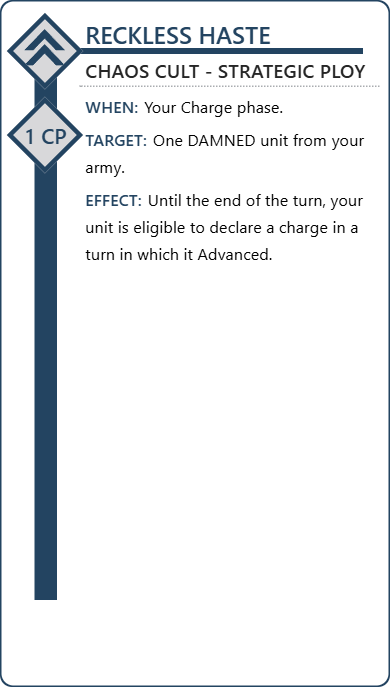 RECKLESS HASTE
CHAOS CULT - STRATEGIC PLOY
1 CP
WHEN: Your Charge phase.
TARGET: One DAMNED unit from your
army.
EFFECT: Until the end of the turn, your
unit is eligible to declare a charge in a
turn in which it Advanced.